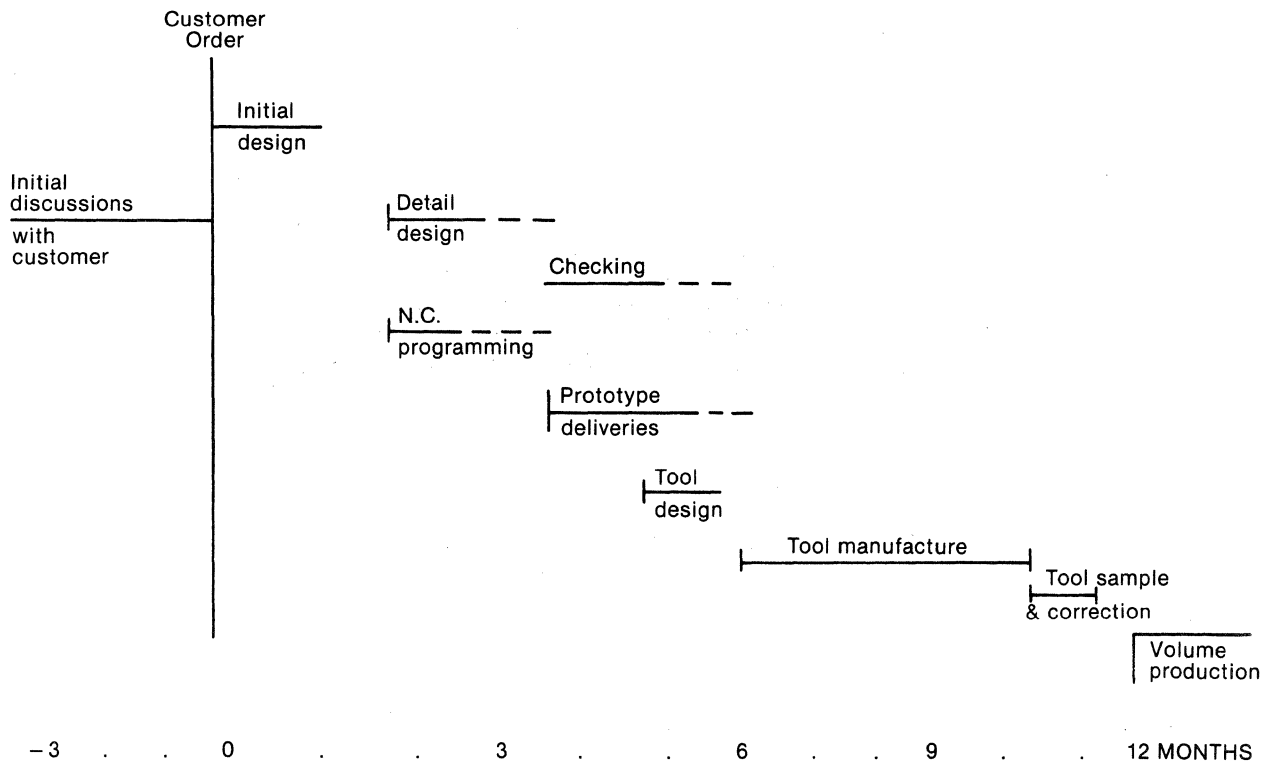 Customer
Order
Initial
design
Initial
discussions
with
customer
Detail
design
Checking
N.C.
programming
Prototype
deliveries
Tool
design
Tool manufacture
Tool sample
& correction
Volume
production
–3 . . 0 . . 3 . . 6 . . 9 . . 12 MONTHS